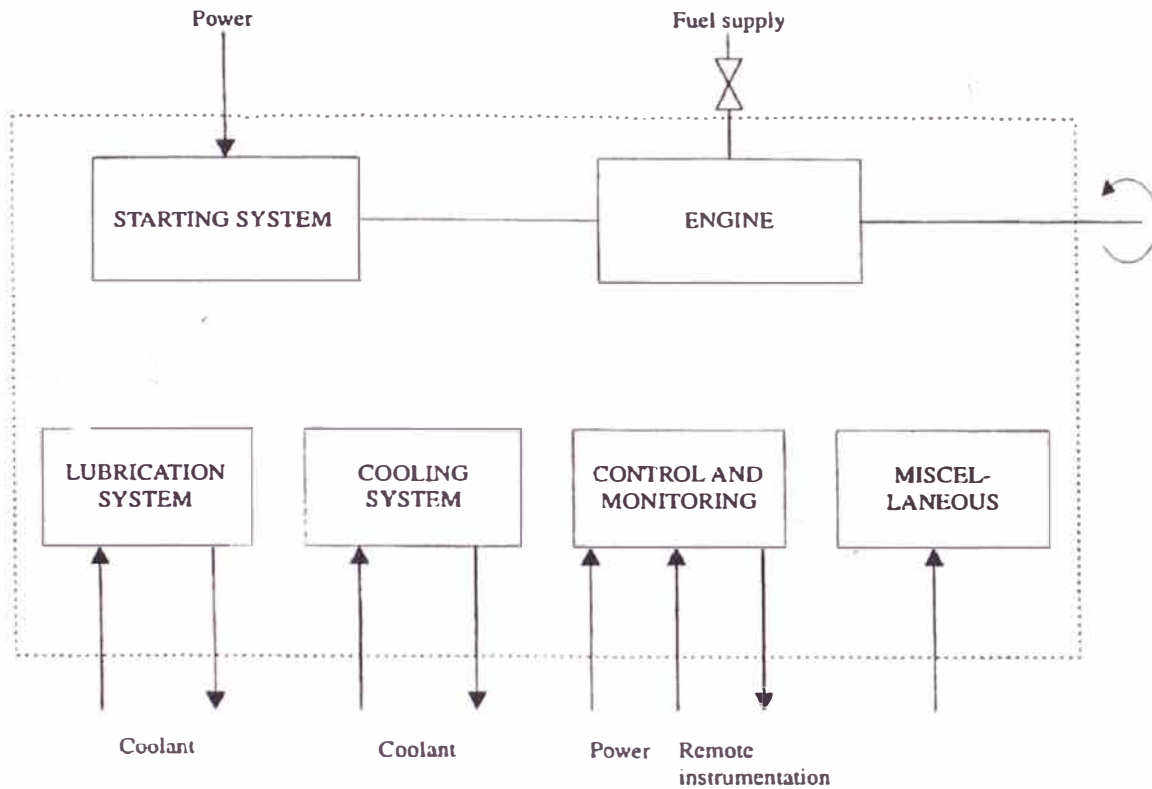 Power
Fuel supply
STARTING SYSTEM
ENGINE
LUBRICATION
SYSTEM
COOLING
SYSTEM
CONTROL AND
MONITORING
MISCEL-
LANEOUS
Coolant
Coolant
Power
Remote
instrumentation